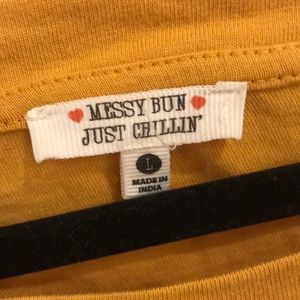 MESSY BUN
JUST CHILLIN'
L
MADE IN
INDIA